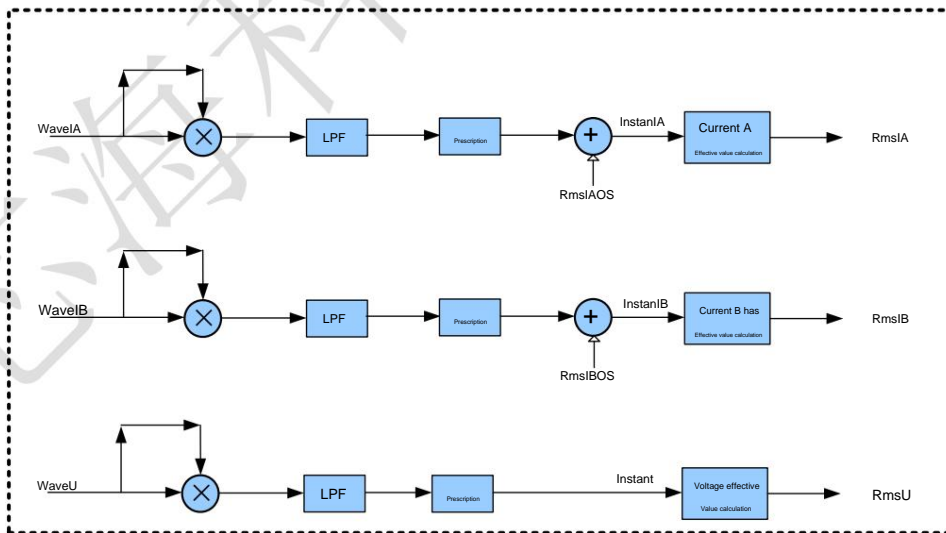 WaveIA
LPF
Prescription
+
InstanIA
Current A
Effective value calculation
RmsIA
RmsIAOS
WaveIB
LPF
Prescription
+
InstanIB
Current B has
Effective value calculation
RmsIB
RmsIBOS
WaveU
LPF
Prescription
Instant
Voltage effective
Value calculation
RmsU
海